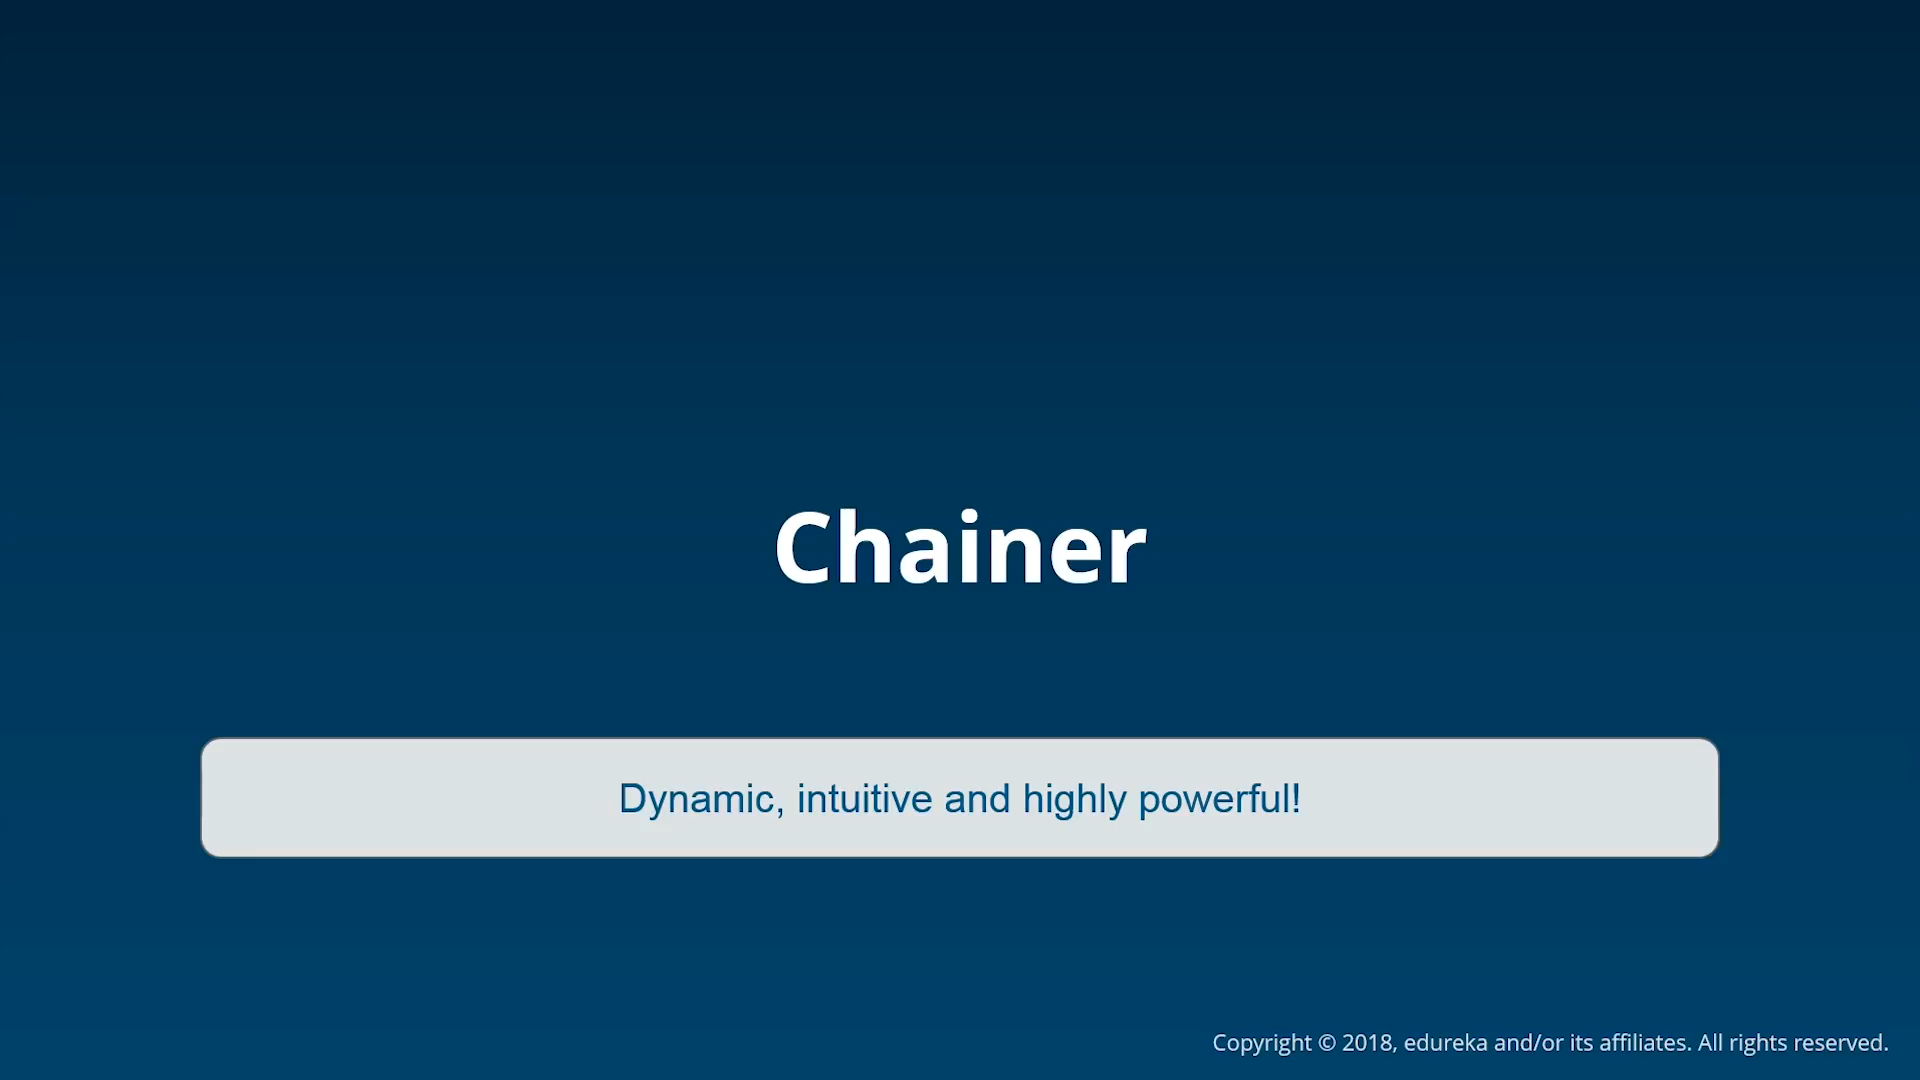 Chainer
Dynamic, intuitive and highly powerful!
Copyright © 2018, edureka and/or its affiliates. All rights reserved.